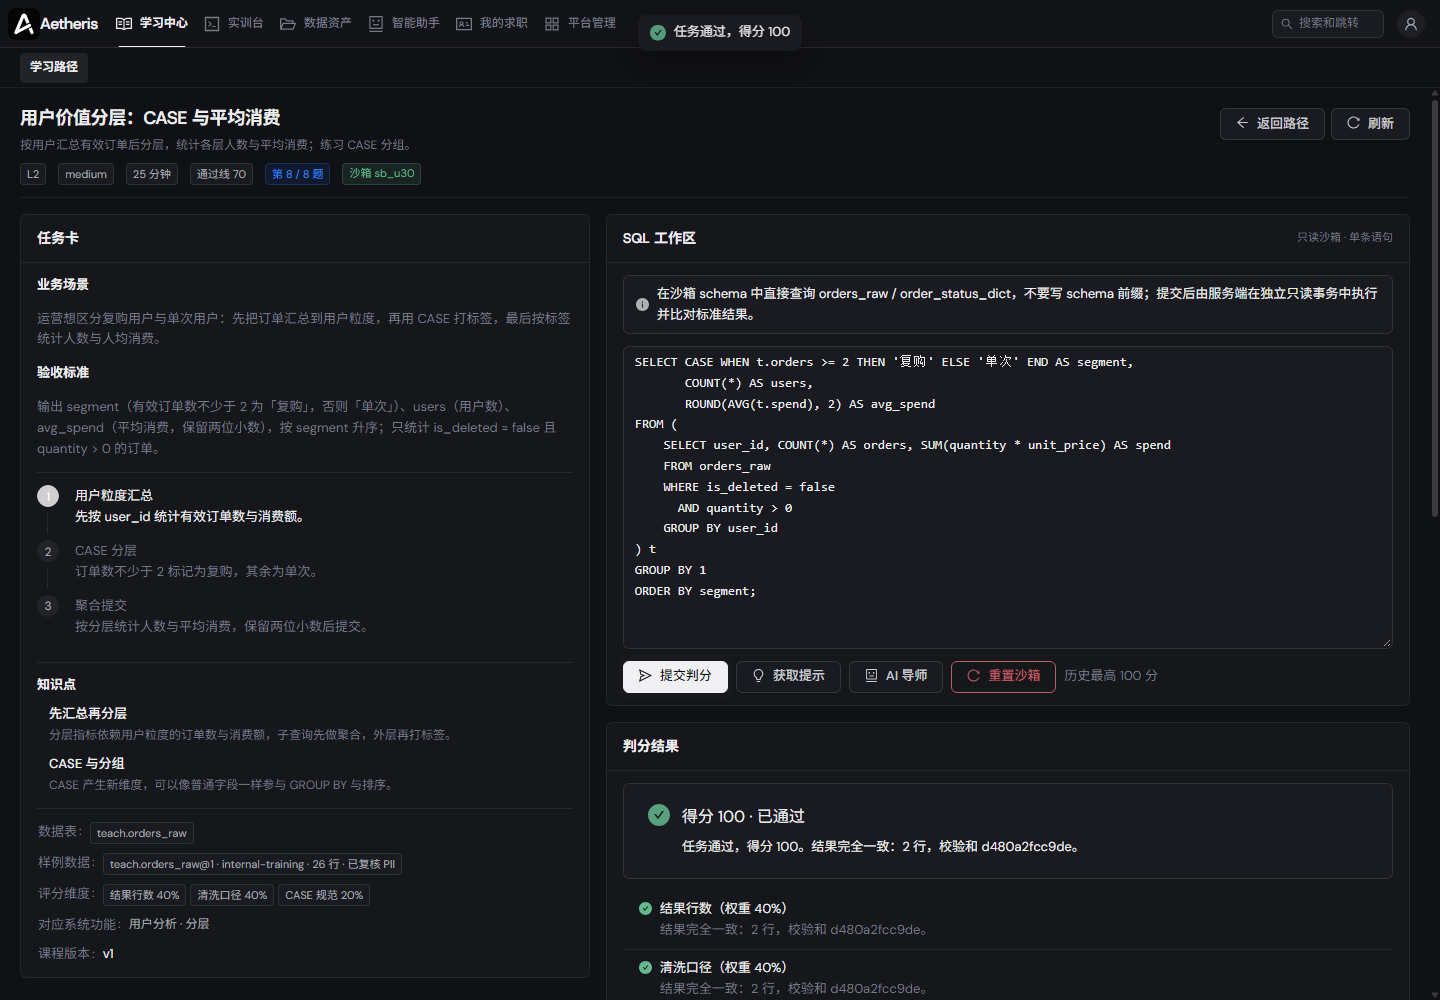 Aetheris
学习中心
实训台
数据资产
智能助手
我的求职
平台管理
任务通过，得分 100
搜索和跳转
学习路径
用户价值分层：CASE 与平均消费
按用户汇总有效订单后分层，统计各层人数与平均消费；练习 CASE 分组。
返回路径
刷新
L2
medium
25 分钟
通过线 70
第 8 / 8 题
沙箱 sb_u30
任务卡
业务场景
运营想区分复购用户与单次用户：先把订单汇总到用户粒度，再用 CASE 打标签，最后按标签
统计人数与人均消费。
验收标准
输出 segment（有效订单数不少于 2 为「复购」，否则「单次」）、users（用户数）、
avg_spend（平均消费，保留两位小数），按 segment 升序；只统计 is_deleted = false 且
quantity > 0 的订单。
1
用户粒度汇总
先按 user_id 统计有效订单数与消费额。
2
CASE 分层
订单数不少于 2 标记为复购，其余为单次。
3
聚合提交
按分层统计人数与平均消费，保留两位小数后提交。
知识点
先汇总再分层
分层指标依赖用户粒度的订单数与消费额，子查询先做聚合，外层再打标签。
CASE 与分组
CASE 产生新维度，可以像普通字段一样参与 GROUP BY 与排序。
数据表：
teach.orders_raw
样例数据：
teach.orders_raw@1 · internal-training · 26 行 · 已复核 PII
评分维度：
结果行数 40%
清洗口径 40%
CASE 规范 20%
对应系统功能：用户分析 · 分层
课程版本：v1
SQL 工作区
只读沙箱 · 单条语句
在沙箱 schema 中直接查询 orders_raw / order_status_dict，不要写 schema 前缀；提交后由服务端在独立只读事务中执行
并比对标准结果。
SELECT CASE WHEN t.orders >= 2 THEN '复购' ELSE '单次' END AS segment,
COUNT(*) AS users,
ROUND(AVG(t.spend), 2) AS avg_spend
FROM (
SELECT user_id, COUNT(*) AS orders, SUM(quantity * unit_price) AS spend
FROM orders_raw
WHERE is_deleted = false
AND quantity > 0
GROUP BY user_id
) t
GROUP BY 1
ORDER BY segment;
提交判分
获取提示
AI 导师
重置沙箱
历史最高 100 分
判分结果
得分 100 · 已通过
任务通过，得分 100。结果完全一致：2 行，校验和 d480a2fcc9de。
结果行数（权重 40%）
结果完全一致：2 行，校验和 d480a2fcc9de。
清洗口径（权重 40%）
结果完全一致：2 行，校验和 d480a2fcc9de。